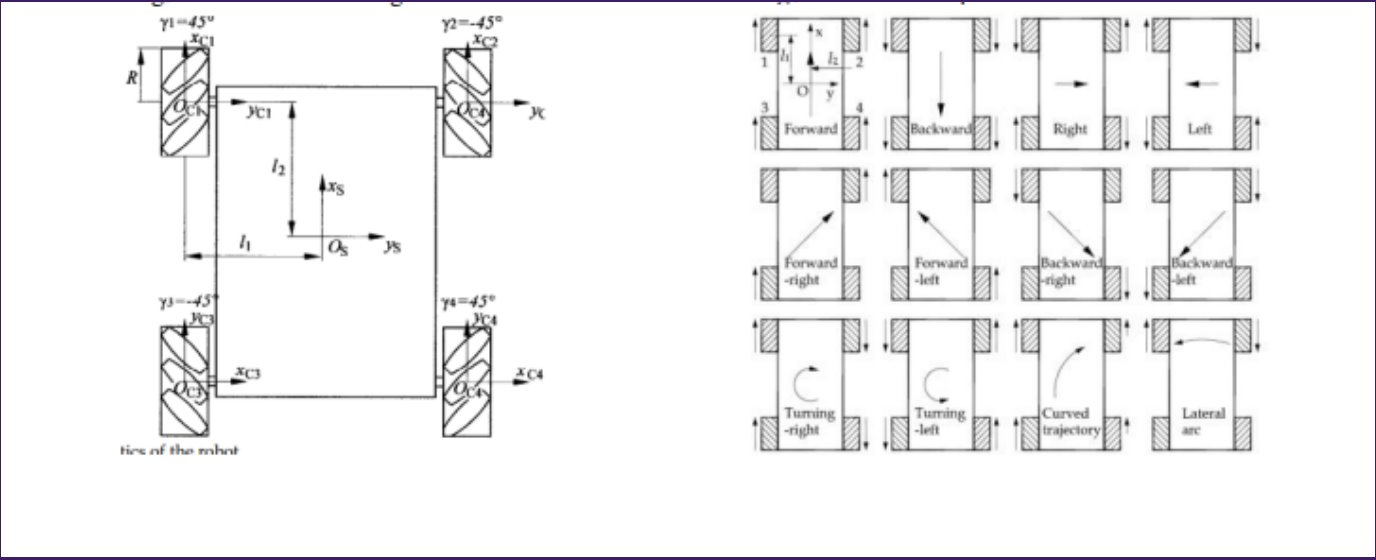 γ1=45° γ2=-45°
xC1 xC2
R
OC1 yC1 OC4 yC
l2
xS
l1 OS yS
γ3=-45° γ4=45°
yC3 yC4
xC3 xC4
OC3 OC4
tics of the robot
x
1 l1 l2 2
O y
3 4
Forward Backward Right Left
Forward Forward Backward Backward
-right -left -right -left
Turning Turning Curved Lateral
-right -left trajectory arc